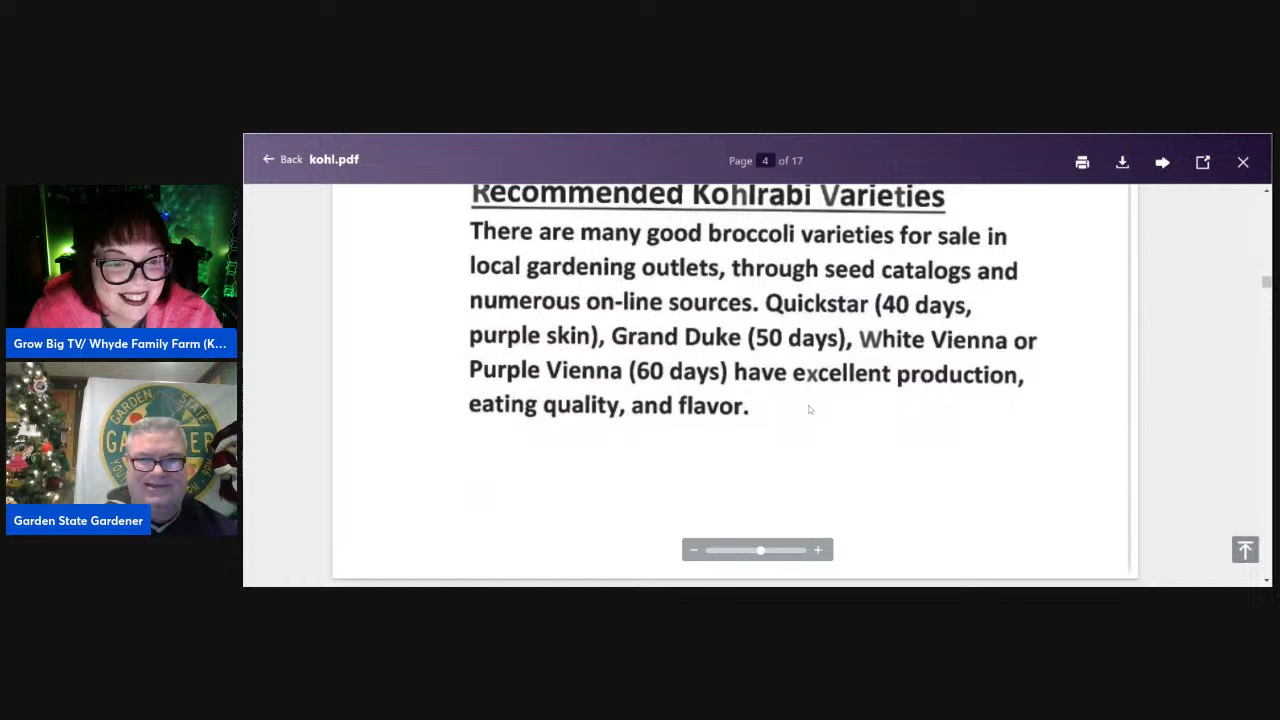 ← Back kohl.pdf
Page 4 of 17
Recommended Kohlrabi Varieties
There are many good broccoli varieties for sale in
local gardening outlets, through seed catalogs and
numerous on-line sources. Quickstar (40 days,
purple skin), Grand Duke (50 days), White Vienna or
Purple Vienna (60 days) have excellent production,
eating quality, and flavor.
Grow Big TV/ Whyde Family Farm (K...
GARDEN STATE
Garden State Gardener